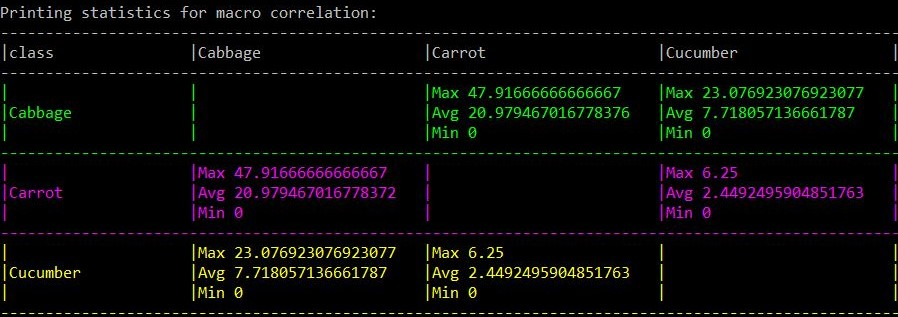 Printing statistics for macro correlation:
|class |Cabbage |Carrot |Cucumber |
| | |Max 47.91666666666667 |Max 23.076923076923077 |
|Cabbage | |Avg 20.979467016778376 |Avg 7.718057136661787 |
| | |Min 0 |Min 0 |
| |Max 47.91666666666667 | |Max 6.25 |
|Carrot |Avg 20.979467016778372 | |Avg 2.4492495904851763 |
| |Min 0 | |Min 0 |
| |Max 23.076923076923077 |Max 6.25 | |
|Cucumber |Avg 7.718057136661787 |Avg 2.4492495904851763 | |
| |Min 0 |Min 0 | |